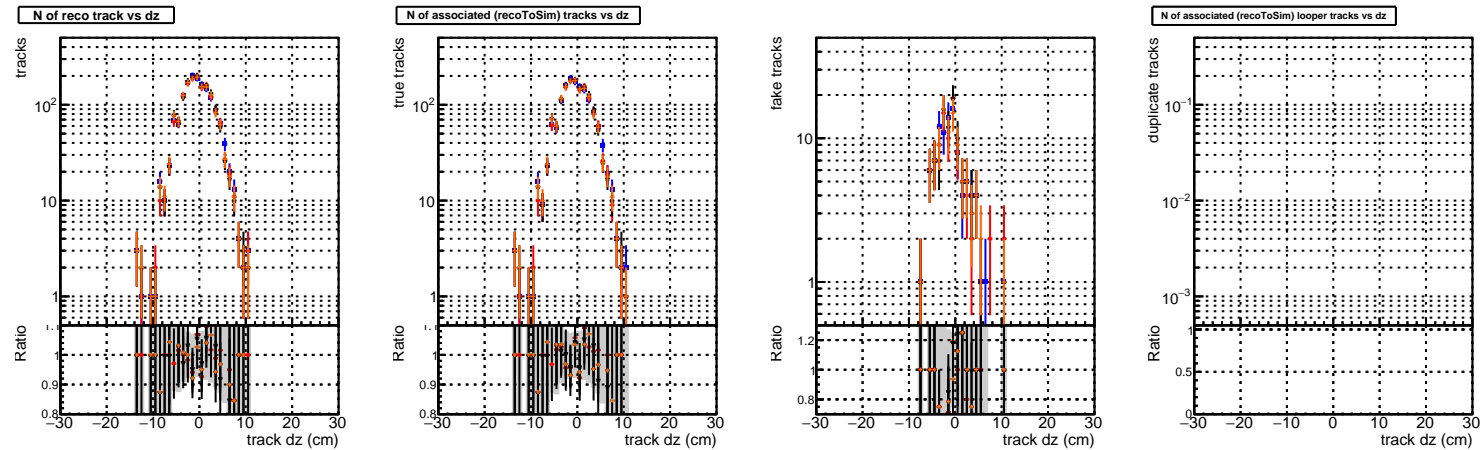 N of reco track vs dz
tracks
10²
10
1
Ratio
1.1
1
0.9
0.8
−30 −20 −10 0 10 20 30
track dz (cm)
N of associated (recoToSim) tracks vs dz
true tracks
10²
10
1
Ratio
1.1
1
0.9
0.8
−30 −20 −10 0 10 20 30
track dz (cm)
fake tracks
10
1
Ratio
1.2
1
0.8
−30 −20 −10 0 10 20 30
track dz (cm)
N of associated (recoToSim) looper tracks vs dz
duplicate tracks
10⁻¹
10⁻²
10⁻³
Ratio
1
0.5
0
−30 −20 −10 0 10 20 30
track dz (cm)